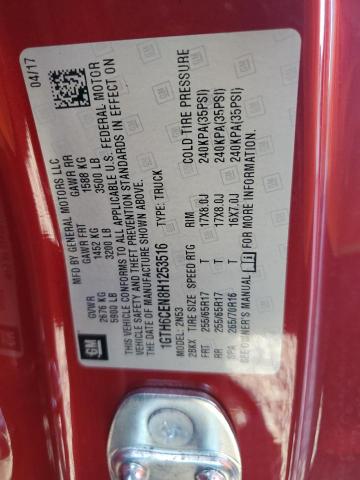 MFD BY GENERAL MOTORS LLC 04/17
GVWR GAWR FRT GAWR RR
2676 KG 1452 KG 1588 KG
5900 LB 3200 LB 3500 LB
THIS VEHICLE CONFORMS TO ALL APPLICABLE U.S. FEDERAL MOTOR
VEHICLE SAFETY AND THEFT PREVENTION STANDARDS IN EFFECT ON
THE DATE OF MANUFACTURE SHOWN ABOVE.
1GTH6CEN8H1253516 TYPE: TRUCK
MODEL: 2N53
2BKX TIRE SIZE SPEED RTG RIM COLD TIRE PRESSURE
FRT 255/65R17 T 17X8.0J 240KPA(35PSI)
RR 255/65R17 T 17X8.0J 240KPA(35PSI)
SPA 265/70R16 T 16X7.0J 240KPA(35PSI)
SEE OWNER'S MANUAL FOR MORE INFORMATION.
GM